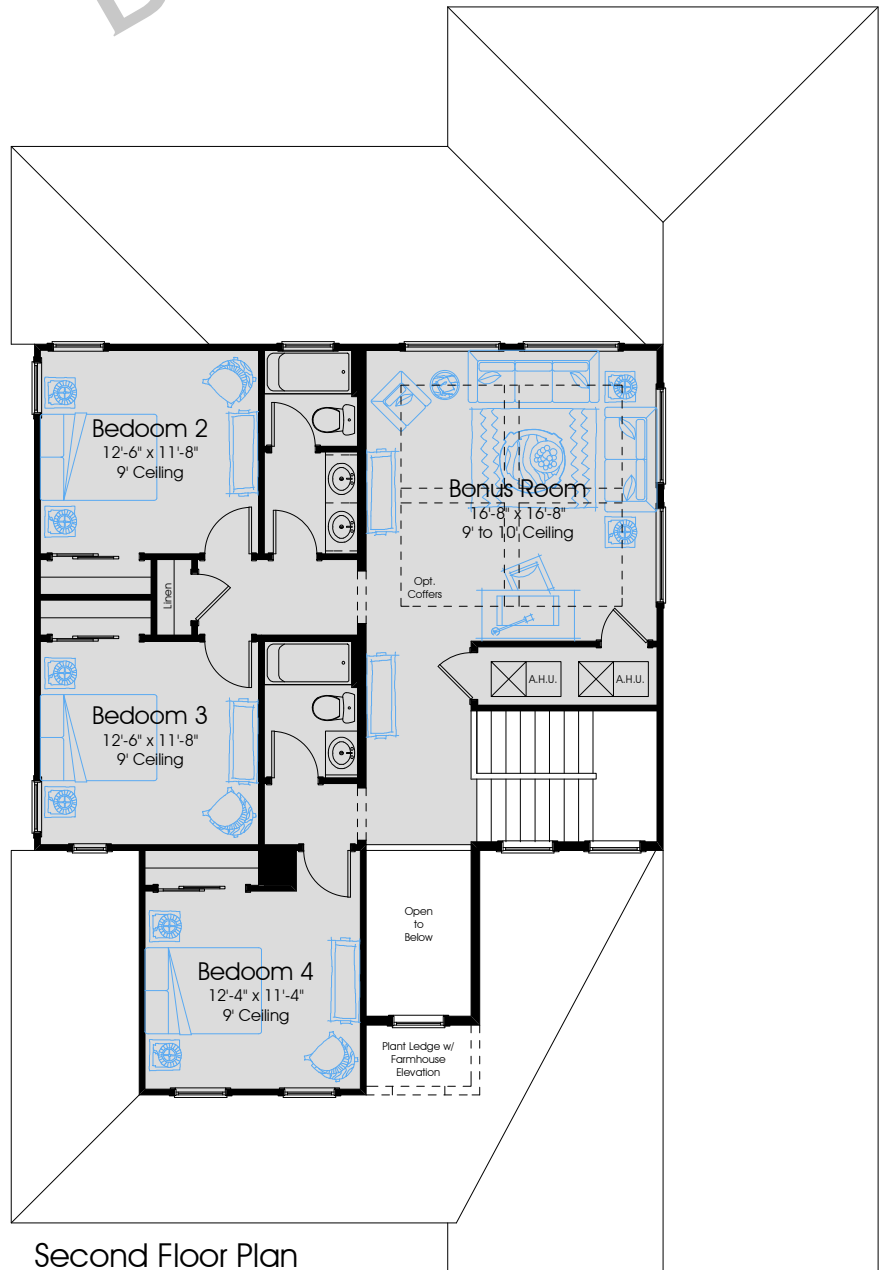 Bedoom 2
12'-6" x 11'-8"
9' Ceiling
Bonus Room
16'-8" x 16'-8"
9' to 10' Ceiling
Opt.
Coffers
Linen
A.H.U.
A.H.U.
Bedoom 3
12'-6" x 11'-8"
9' Ceiling
Open
to
Below
Bedoom 4
12'-4" x 11'-4"
9' Ceiling
Plant Ledge w/
Farmhouse
Elevation
Second Floor Plan